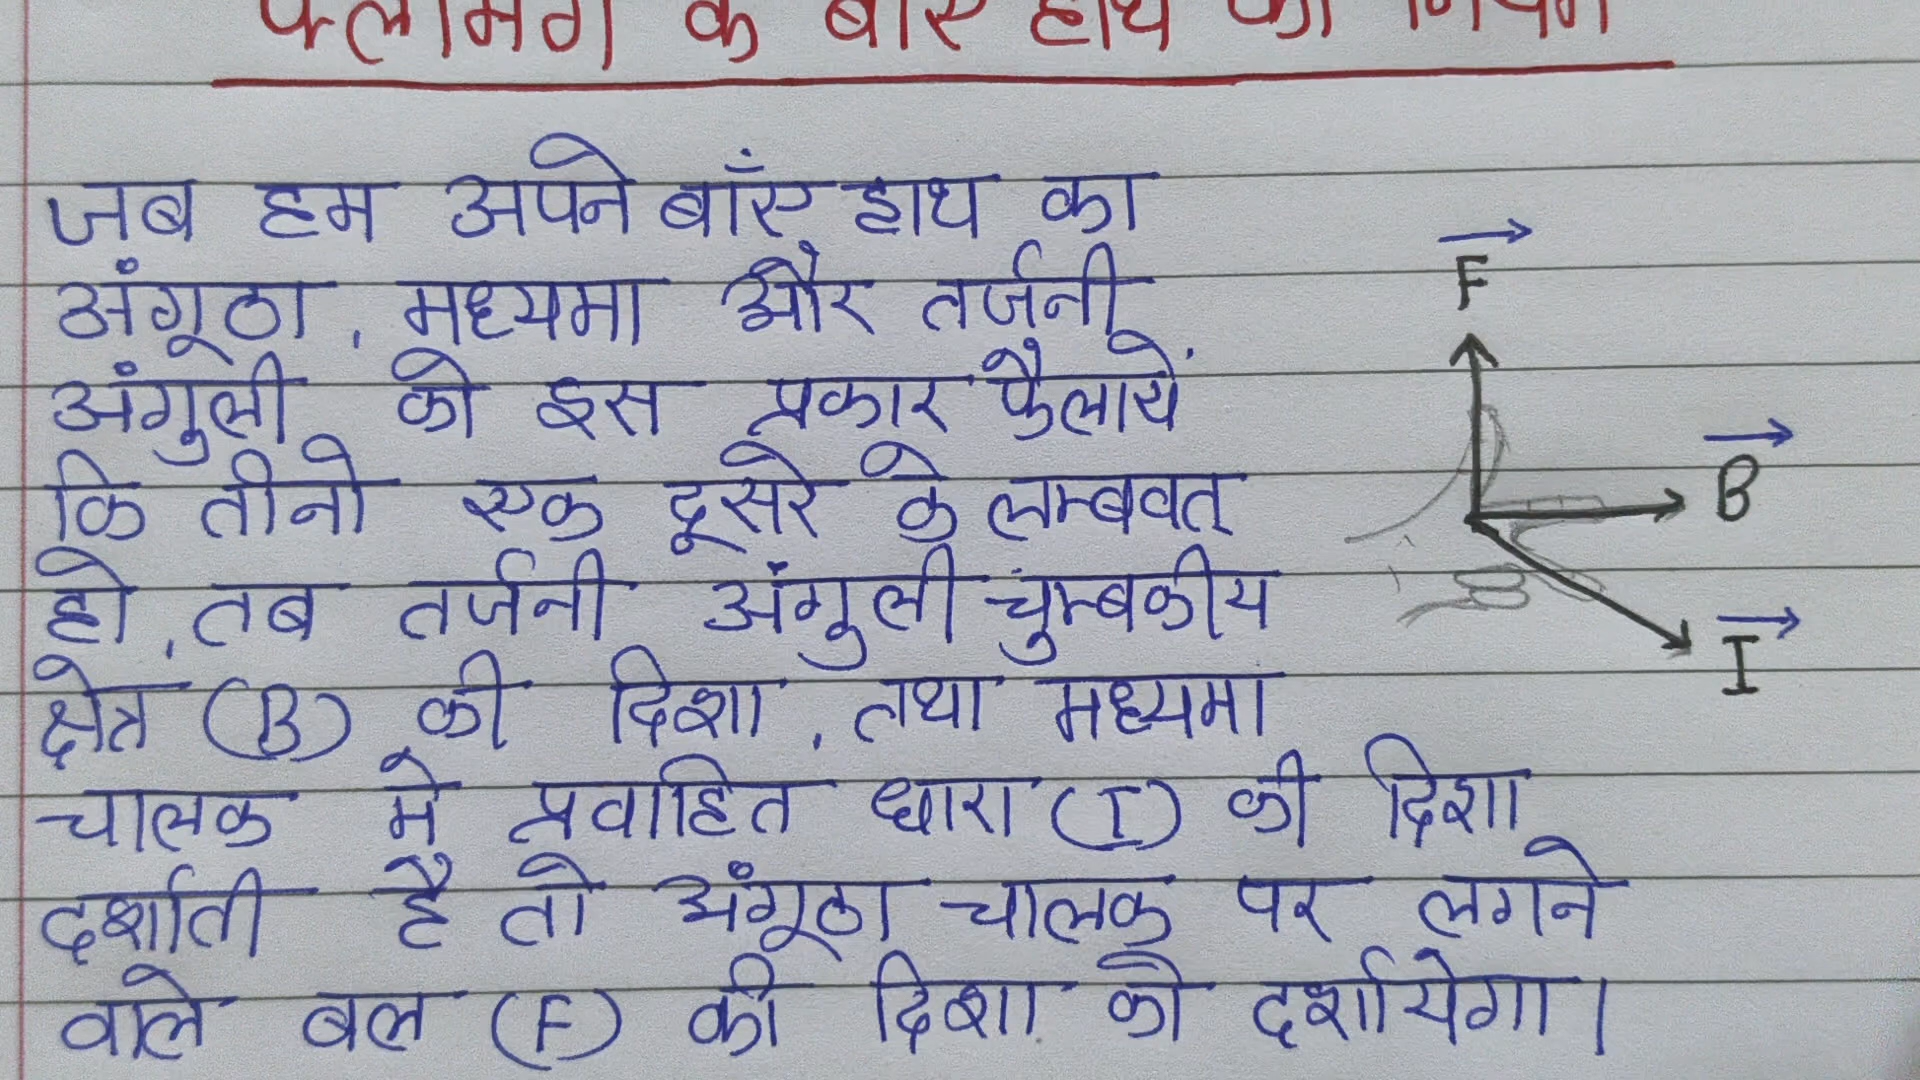 फ्लेमिंग के बाएं हाथ का नियम
जब हम अपने बाँए हाथ का
अंगूठा, मध्यमा और तर्जनी
अंगुली को इस प्रकार फैलायें
कि तीनो एक दूसरे के लम्बवत्
हो, तब तर्जनी अंगुली चुम्बकीय
क्षेत्र (B) की दिशा, तथा मध्यमा
चालक मे प्रवाहित धारा (I) की दिशा
दर्शाती है तो अंगूठा चालक पर लगने
वाले बल (F) की दिशा को दर्शायेगा।
F
B
I